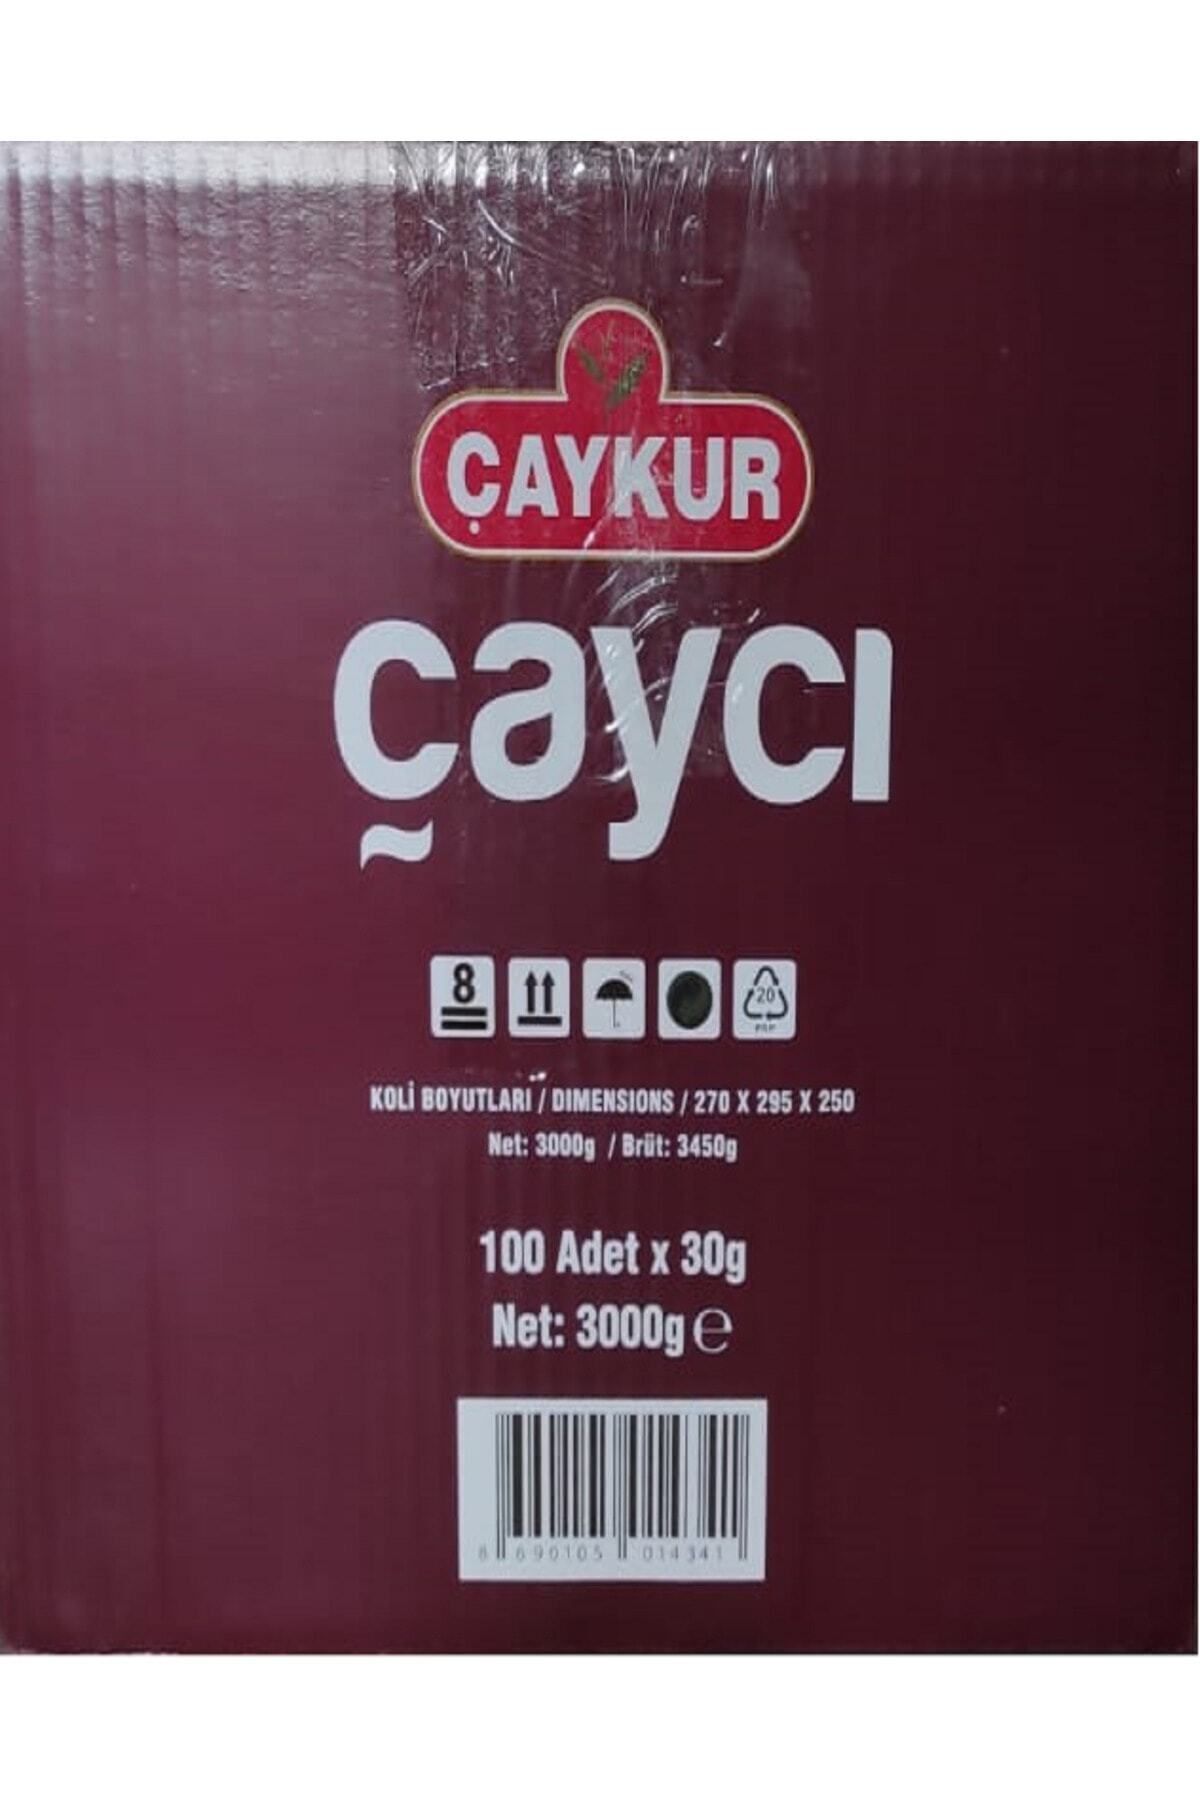 ÇAYKUR
çaycı
8
20
PAP
KOLİ BOYUTLARI / DIMENSIONS / 270 X 295 X 250
Net: 3000g / Brüt: 3450g
100 Adet x 30g
Net: 3000g ℮
8 690105 014341